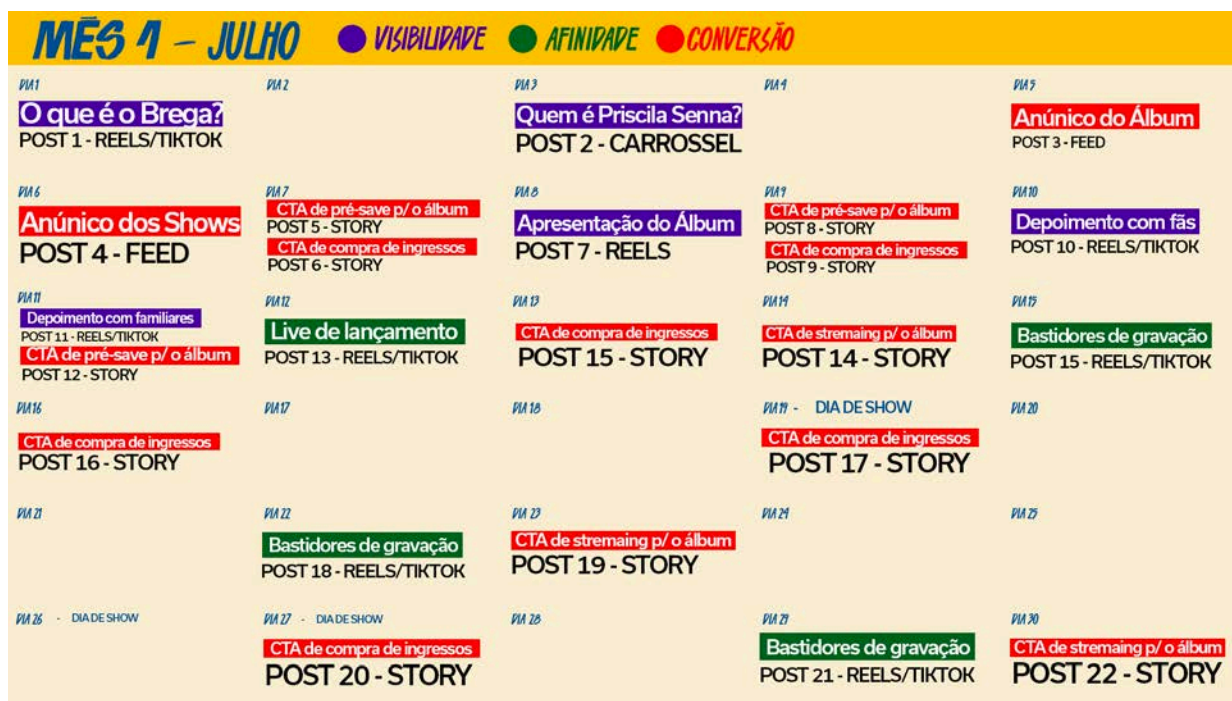 MÊS 1 - JULHO VISIBILIDADE AFINIDADE CONVERSÃO
DIA 1
O que é o Brega?
POST 1 - REELS/TIKTOK
DIA 2
DIA 3
Quem é Priscila Senna?
POST 2 - CARROSSEL
DIA 4
DIA 5
Anúnico do Álbum
POST 3 - FEED
DIA 6
Anúnico dos Shows
POST 4 - FEED
DIA 7
CTA de pré-save p/ o álbum
POST 5 - STORY
CTA de compra de ingressos
POST 6 - STORY
DIA 8
Apresentação do Álbum
POST 7 - REELS
DIA 9
CTA de pré-save p/ o álbum
POST 8 - STORY
CTA de compra de ingressos
POST 9 - STORY
DIA 10
Depoimento com fãs
POST 10 - REELS/TIKTOK
DIA 11
Depoimento com familiares
POST 11 - REELS/TIKTOK
CTA de pré-save p/ o álbum
POST 12 - STORY
DIA 12
Live de lançamento
POST 13 - REELS/TIKTOK
DIA 13
CTA de compra de ingressos
POST 15 - STORY
DIA 14
CTA de stremaing p/ o álbum
POST 14 - STORY
DIA 15
Bastidores de gravação
POST 15 - REELS/TIKTOK
DIA 16
CTA de compra de ingressos
POST 16 - STORY
DIA 17
DIA 18
DIA 19 - DIA DE SHOW
CTA de compra de ingressos
POST 17 - STORY
DIA 20
DIA 21
DIA 22
Bastidores de gravação
POST 18 - REELS/TIKTOK
DIA 23
CTA de stremaing p/ o álbum
POST 19 - STORY
DIA 24
DIA 25
DIA 26 - DIA DE SHOW
DIA 27 - DIA DE SHOW
CTA de compra de ingressos
POST 20 - STORY
DIA 28
DIA 29
Bastidores de gravação
POST 21 - REELS/TIKTOK
DIA 30
CTA de stremaing p/ o álbum
POST 22 - STORY